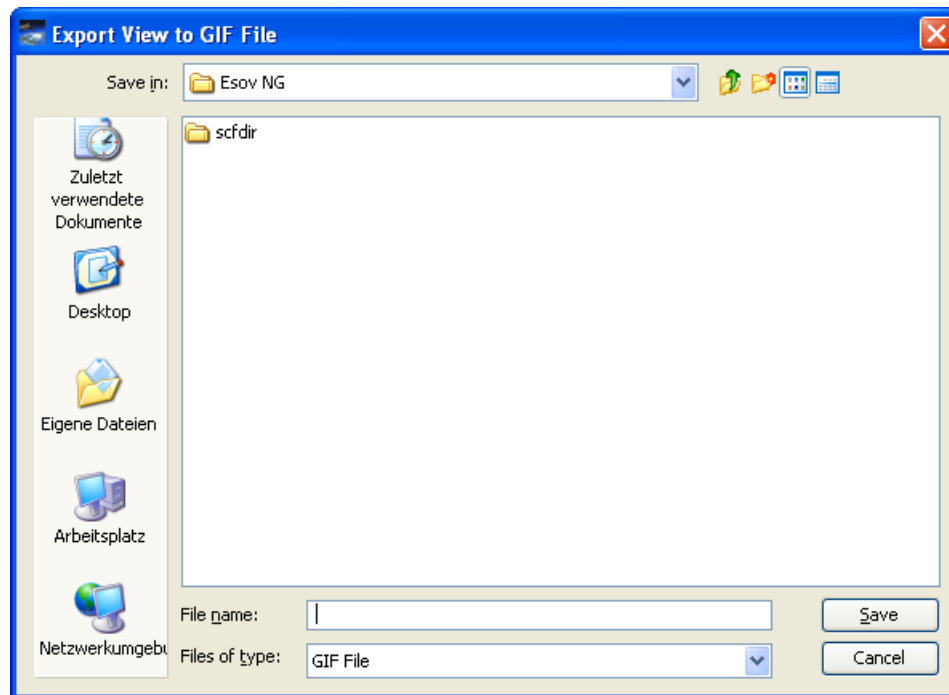 Export View to GIF File
Save in:
Esov NG
scfdir
Zuletzt
verwendete
Dokumente
Desktop
Eigene Dateien
Arbeitsplatz
Netzwerkumgebu
File name:
Save
Files of type:
GIF File
Cancel